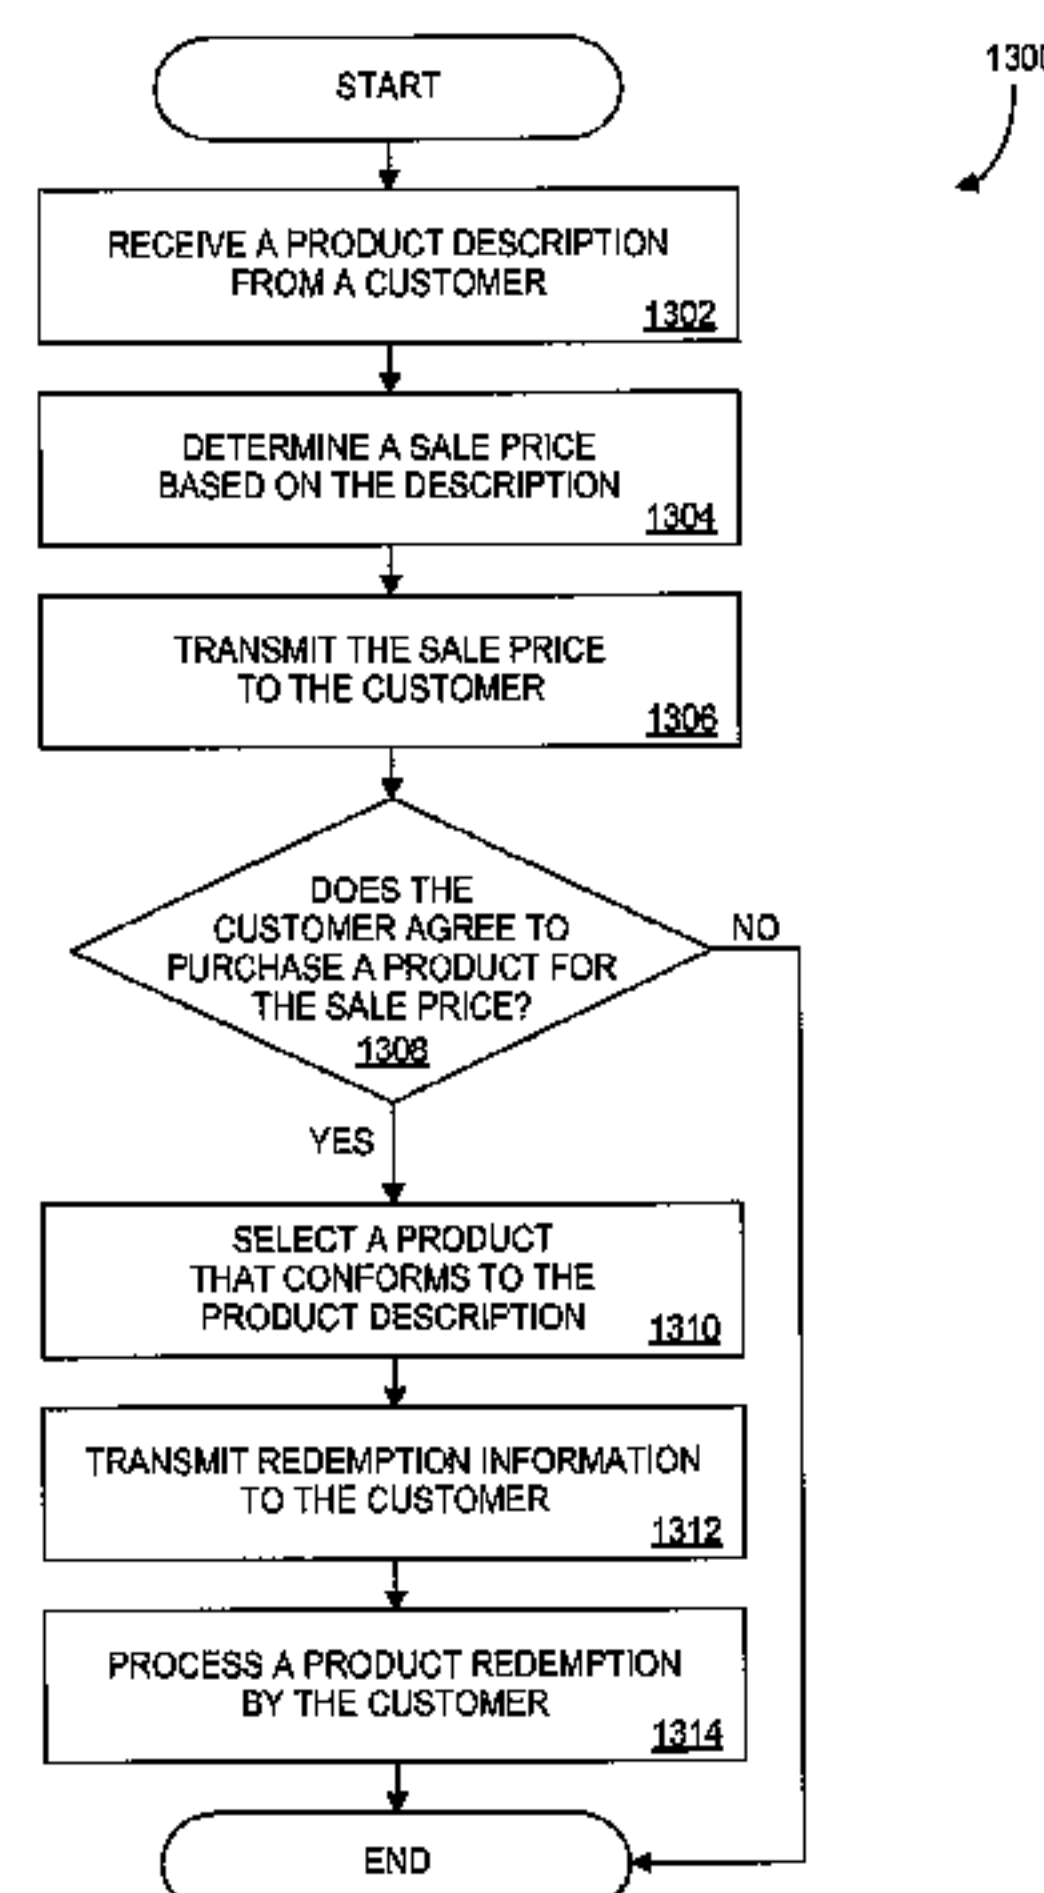 START
1300
RECEIVE A PRODUCT DESCRIPTION
FROM A CUSTOMER
1302
DETERMINE A SALE PRICE
BASED ON THE DESCRIPTION
1304
TRANSMIT THE SALE PRICE
TO THE CUSTOMER
1306
DOES THE
CUSTOMER AGREE TO
PURCHASE A PRODUCT FOR
THE SALE PRICE?
1308
NO
YES
SELECT A PRODUCT
THAT CONFORMS TO THE
PRODUCT DESCRIPTION
1310
TRANSMIT REDEMPTION INFORMATION
TO THE CUSTOMER
1312
PROCESS A PRODUCT REDEMPTION
BY THE CUSTOMER
1314
END